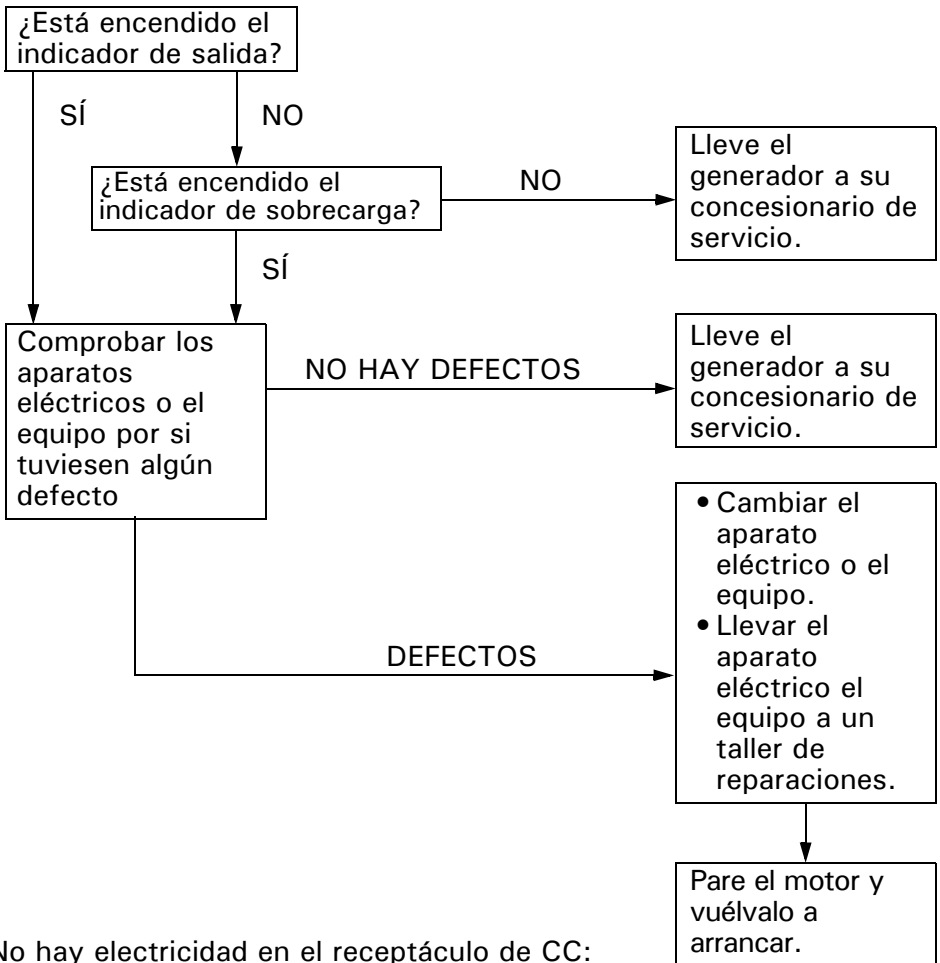 ¿Está encendido el
indicador de salida?
SÍ
NO
¿Está encendido el
indicador de sobrecarga?
NO
Lleve el
generador a su
concesionario de
servicio.
SÍ
Comprobar los
aparatos
eléctricos o el
equipo por si
tuviesen algún
defecto
NO HAY DEFECTOS
Lleve el
generador a su
concesionario de
servicio.
DEFECTOS
• Cambiar el
aparato
eléctrico o el
equipo.
• Llevar el
aparato
eléctrico el
equipo a un
taller de
reparaciones.
Pare el motor y
vuélvalo a
arrancar.
No hay electricidad en el receptáculo de CC: